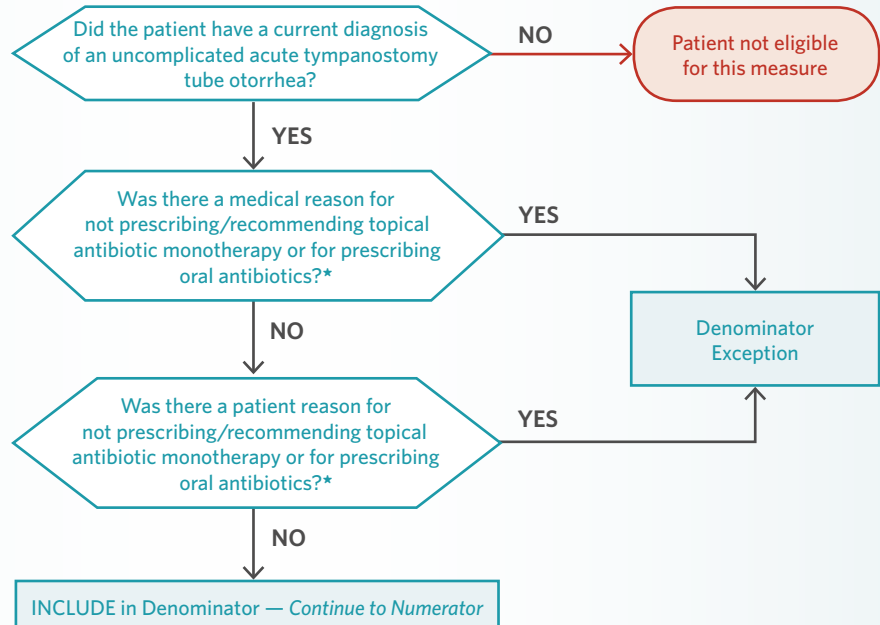 Did the patient have a current diagnosis
of an uncomplicated acute tympanostomy
tube otorrhea?
NO
Patient not eligible
for this measure
YES
Was there a medical reason for
not prescribing/recommending topical
antibiotic monotherapy or for prescribing
oral antibiotics?★
YES
Denominator
Exception
NO
Was there a patient reason for
not prescribing/recommending topical
antibiotic monotherapy or for prescribing
oral antibiotics?★
YES
NO
INCLUDE in Denominator — Continue to Numerator